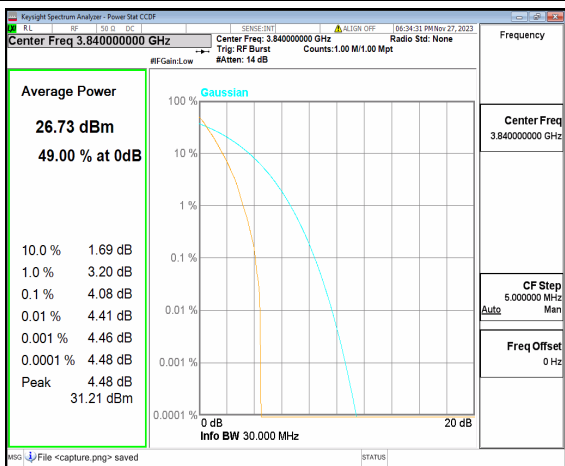 Keysight Spectrum Analyzer - Power Stat CCDF
RL RF 50 Ω DC SENSE:INT ALIGN OFF 06:34:31 PM Nov 27, 2023
Center Freq 3.840000000 GHz
Center Freq: 3.840000000 GHz Radio Std: None
Trig: RF Burst Counts:1.00 M/1.00 Mpt
#IFGain:Low #Atten: 14 dB
Frequency
Average Power
26.73 dBm
49.00 % at 0dB
10.0 % 1.69 dB
1.0 % 3.20 dB
0.1 % 4.08 dB
0.01 % 4.41 dB
0.001 % 4.46 dB
0.0001 % 4.48 dB
Peak 4.48 dB
31.21 dBm
Gaussian
100 %
10 %
1 %
0.1 %
0.01 %
0.001 %
0.0001 %
0 dB 20 dB
Info BW 30.000 MHz
Center Freq
3.840000000 GHz
CF Step
5.000000 MHz
Auto Man
Freq Offset
0 Hz
MSG File <capture.png> saved STATUS